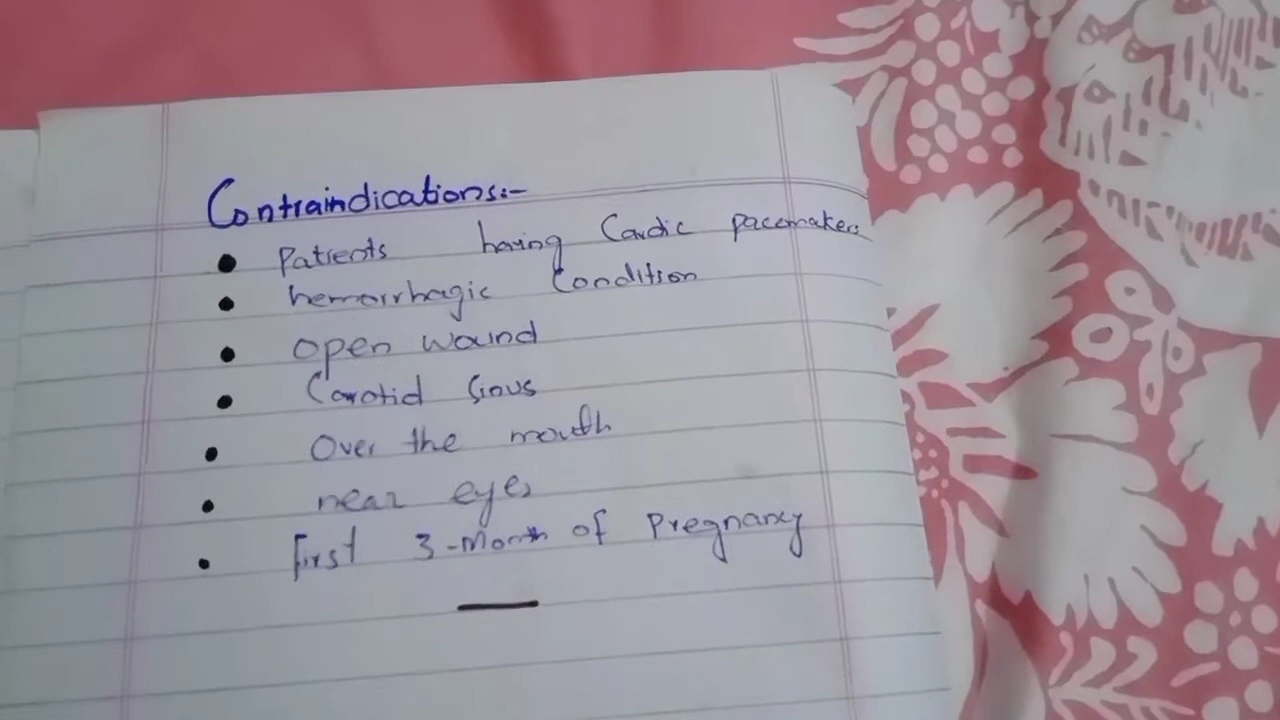 Contraindications:-
• Patients having Cardic pacemakers
• hemorrhagic Condition
• open wound
• Carotid Sinus
• Over the mouth
• near eyes
• First 3-Month of Pregnancy